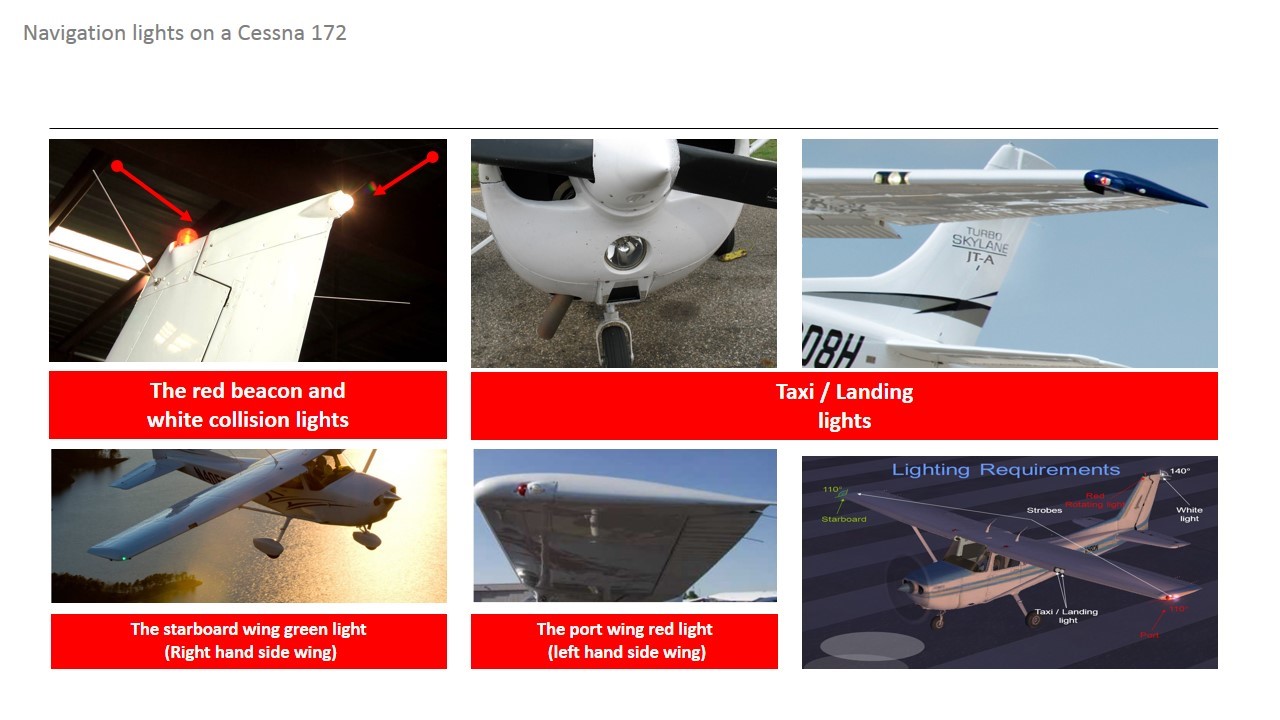 Navigation lights on a Cessna 172
TURBO
SKYLANE
JT-A
08H
The red beacon and
white collision lights
Taxi / Landing
lights
The starboard wing green light
(Right hand side wing)
The port wing red light
(left hand side wing)
Lighting Requirements
110°
Starboard
Strobes
Red
Rotating light
140°
White
light
Taxi / Landing
light
110°
Port